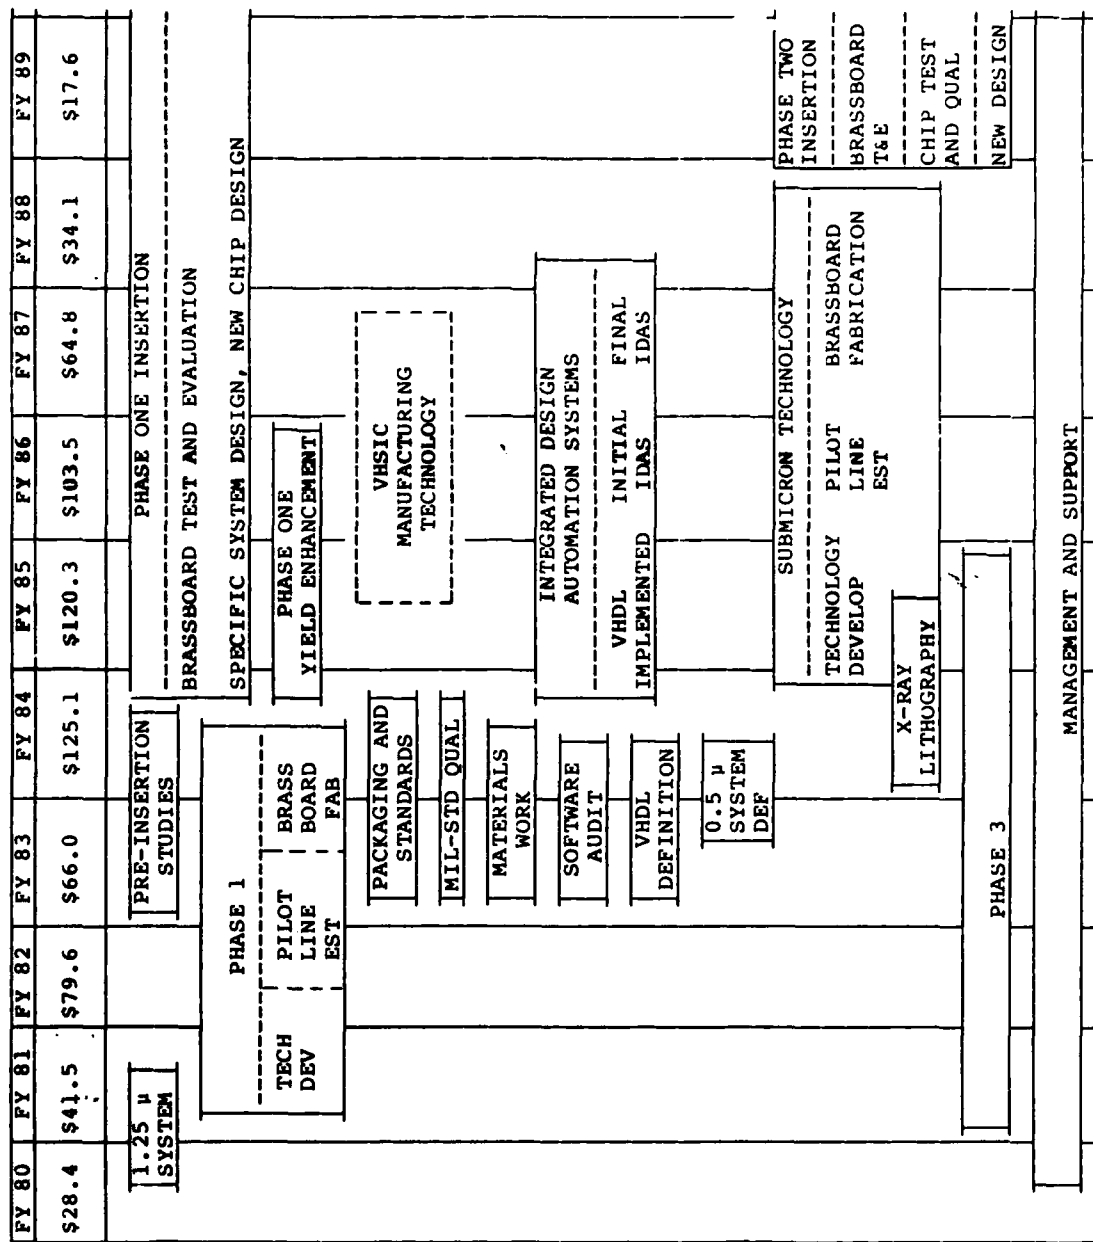 FY 80 FY 81 FY 82 FY 83 FY 84 FY 85 FY 86 FY 87 FY 88 FY 89
$28.4 $41.5 $79.6 $66.0 $125.1 $120.3 $103.5 $64.8 $34.1 $17.6
1.25 µ
SYSTEM
PRE-INSERTION
STUDIES
PHASE ONE INSERTION
BRASSBOARD TEST AND EVALUATION
SPECIFIC SYSTEM DESIGN, NEW CHIP DESIGN
PHASE 1
TECH
DEV
PILOT
LINE
EST
BRASS
BOARD
FAB
PHASE ONE
YIELD ENHANCEMENT
PACKAGING AND
STANDARDS
VHSIC
MANUFACTURING
TECHNOLOGY
MIL-STD QUAL
MATERIALS
WORK
INTEGRATED DESIGN
AUTOMATION SYSTEMS
VHDL
IMPLEMENTED
INITIAL
IDAS
FINAL
IDAS
SOFTWARE
AUDIT
VHDL
DEFINITION
0.5 µ
SYSTEM
DEF
SUBMICRON TECHNOLOGY
TECHNOLOGY
DEVELOP
PILOT
LINE
EST
BRASSBOARD
FABRICATION
PHASE TWO
INSERTION
BRASSBOARD
T&E
CHIP TEST
AND QUAL
NEW DESIGN
X-RAY
LITHOGRAPHY
PHASE 3
MANAGEMENT AND SUPPORT